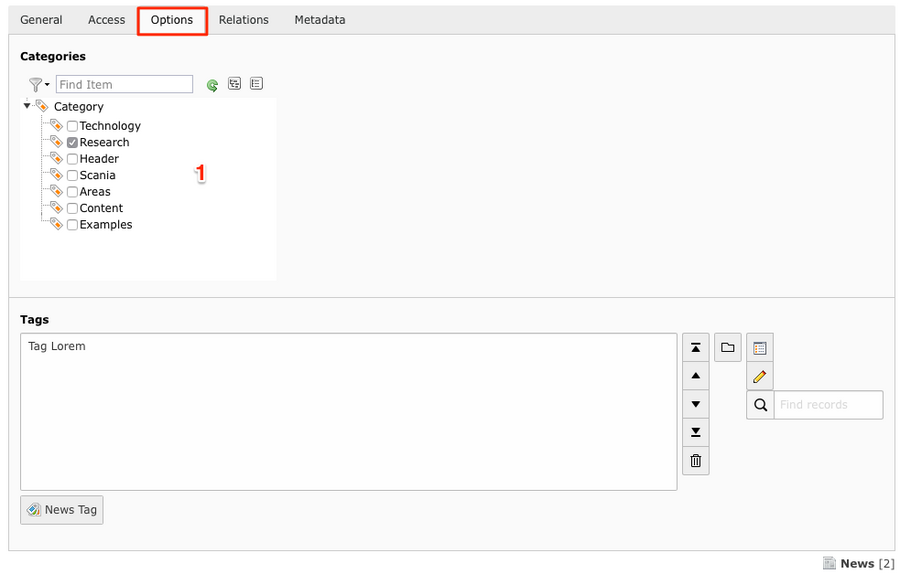 General Access Options Relations Metadata
Categories
Find Item
Category
Technology
Research
Header
Scania
1
Areas
Content
Examples
Tags
Tag Lorem
Find records
News Tag
News [2]